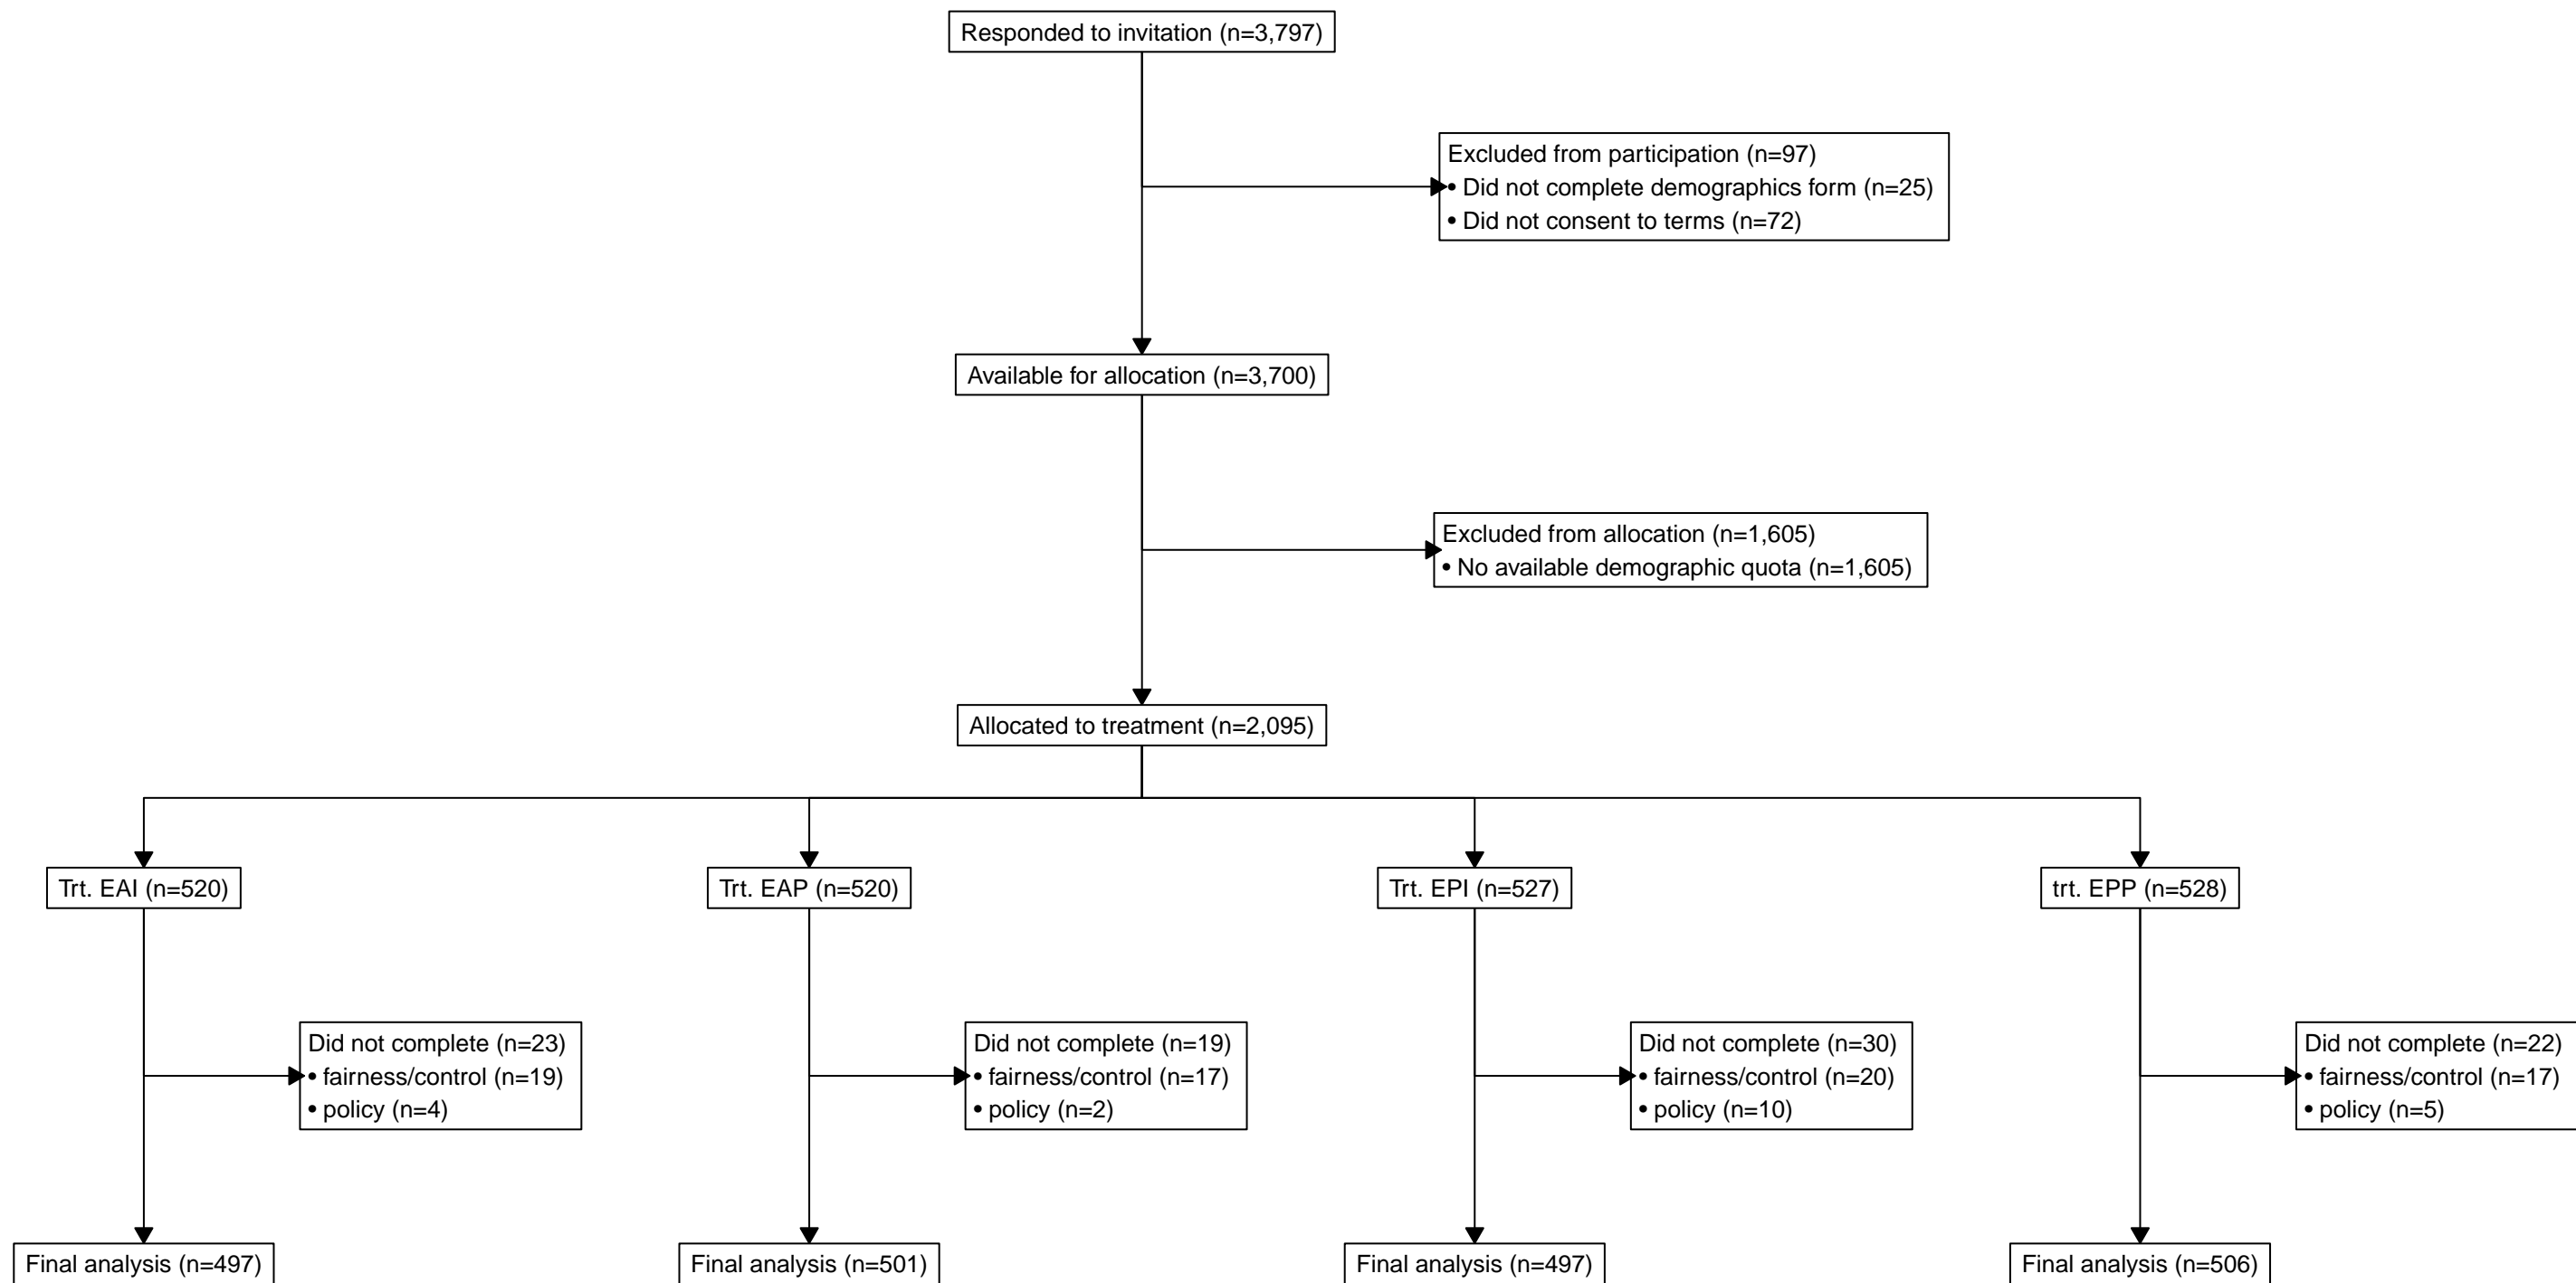 Responded to invitation (n=3,797)
Excluded from participation (n=97)
• Did not complete demographics form (n=25)
• Did not consent to terms (n=72)
Available for allocation (n=3,700)
Excluded from allocation (n=1,605)
• No available demographic quota (n=1,605)
Allocated to treatment (n=2,095)
Trt. EAI (n=520)
Trt. EAP (n=520)
Trt. EPI (n=527)
trt. EPP (n=528)
Did not complete (n=23)
• fairness/control (n=19)
• policy (n=4)
Did not complete (n=19)
• fairness/control (n=17)
• policy (n=2)
Did not complete (n=30)
• fairness/control (n=20)
• policy (n=10)
Did not complete (n=22)
• fairness/control (n=17)
• policy (n=5)
Final analysis (n=497)
Final analysis (n=501)
Final analysis (n=497)
Final analysis (n=506)